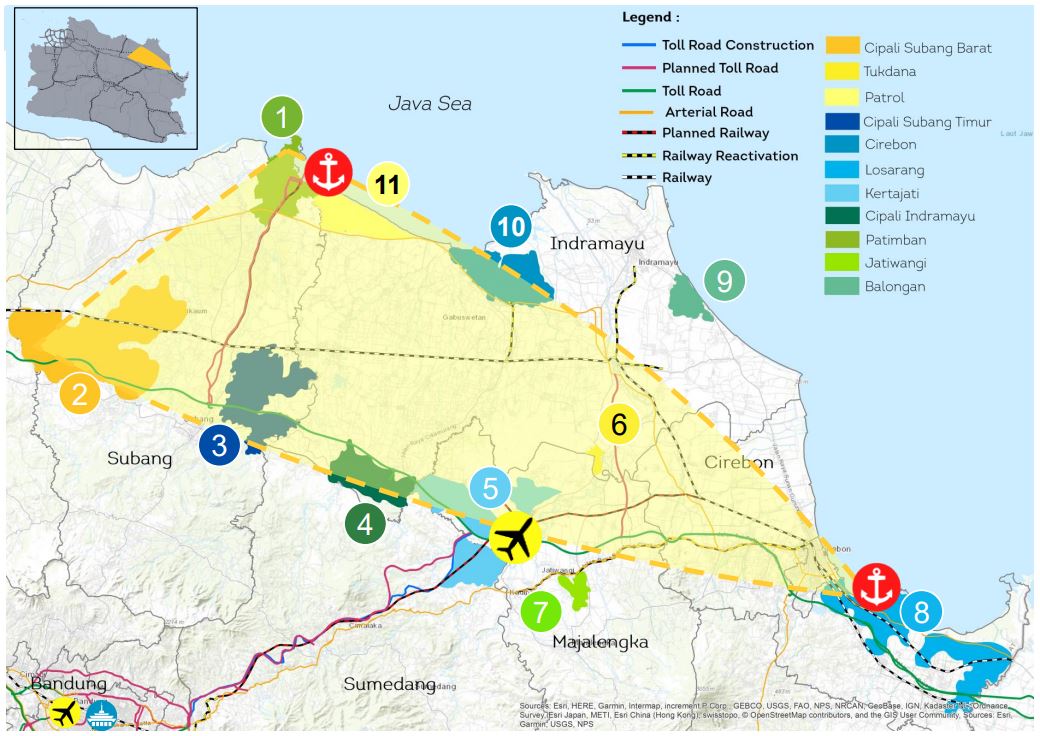 Legend :
Toll Road Construction
Planned Toll Road
Toll Road
Arterial Road
Planned Railway
Railway Reactivation
Railway
Cipali Subang Barat
Tukdana
Patrol
Cipali Subang Timur
Cirebon
Losarang
Kertajati
Cipali Indramayu
Patimban
Jatiwangi
Balongan
Java Sea
Laut Jaw
1
11
10
Indramayu
Indramayu
9
Gabuswetan
2
3
Subang
4
5
6
Cirebon
7
Jatiwangi
Majalengka
8
Cimalaka
Sumedang
Sumedang
Bandung
Sources: Esri, HERE, Garmin, Intermap, increment P Corp., GEBCO, USGS, FAO, NPS, NRCAN, GeoBase, IGN, Kadaster NL, Ordnance
Survey, Esri Japan, METI, Esri China (Hong Kong), swisstopo, © OpenStreetMap contributors, and the GIS User Community, Sources: Esri,
Garmin, USGS, NPS